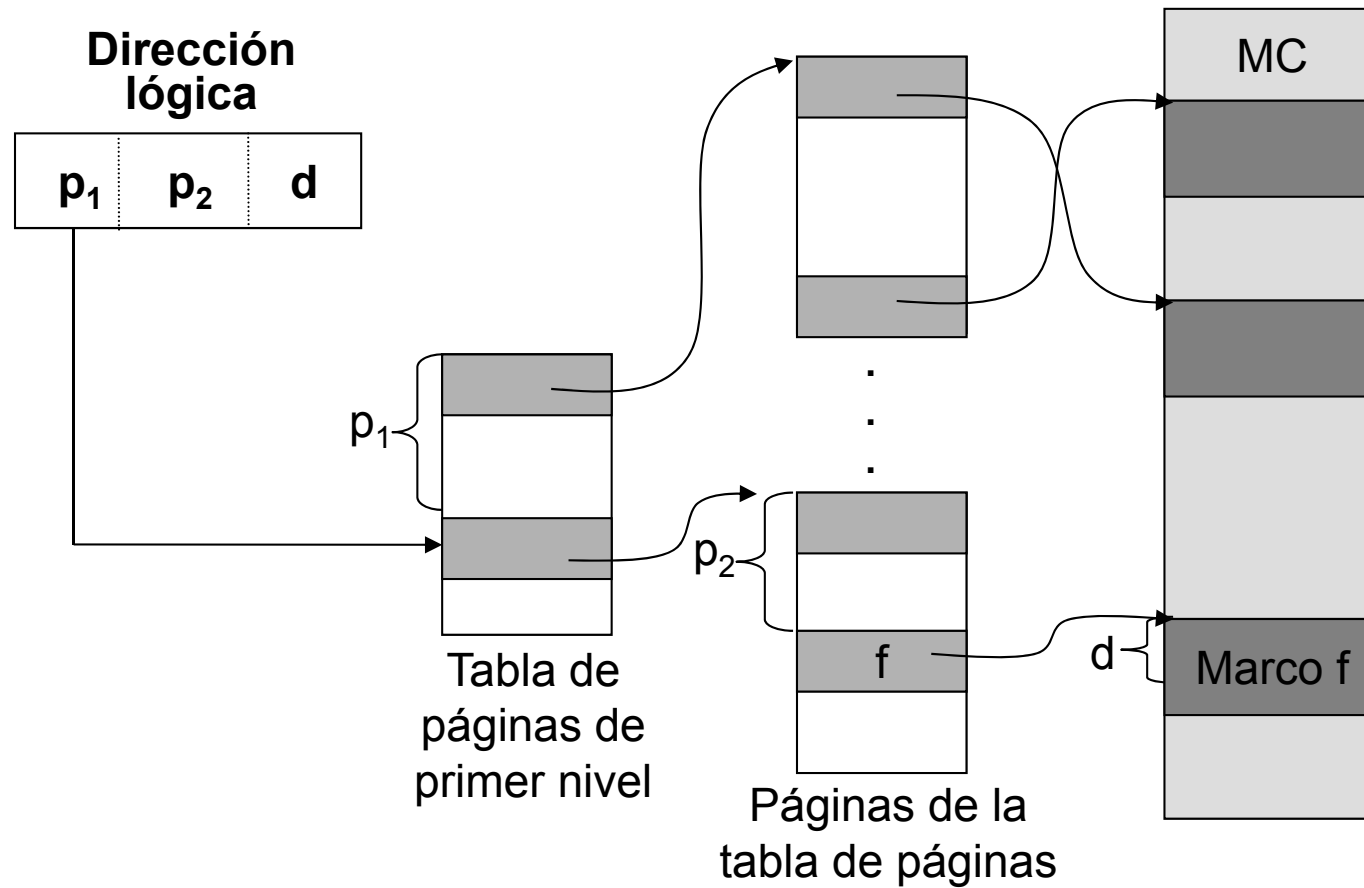 Dirección
lógica
p₁ p₂ d
MC
p₁
.
.
.
p₂
f
d
Marco f
Tabla de
páginas de
primer nivel
Páginas de la
tabla de páginas